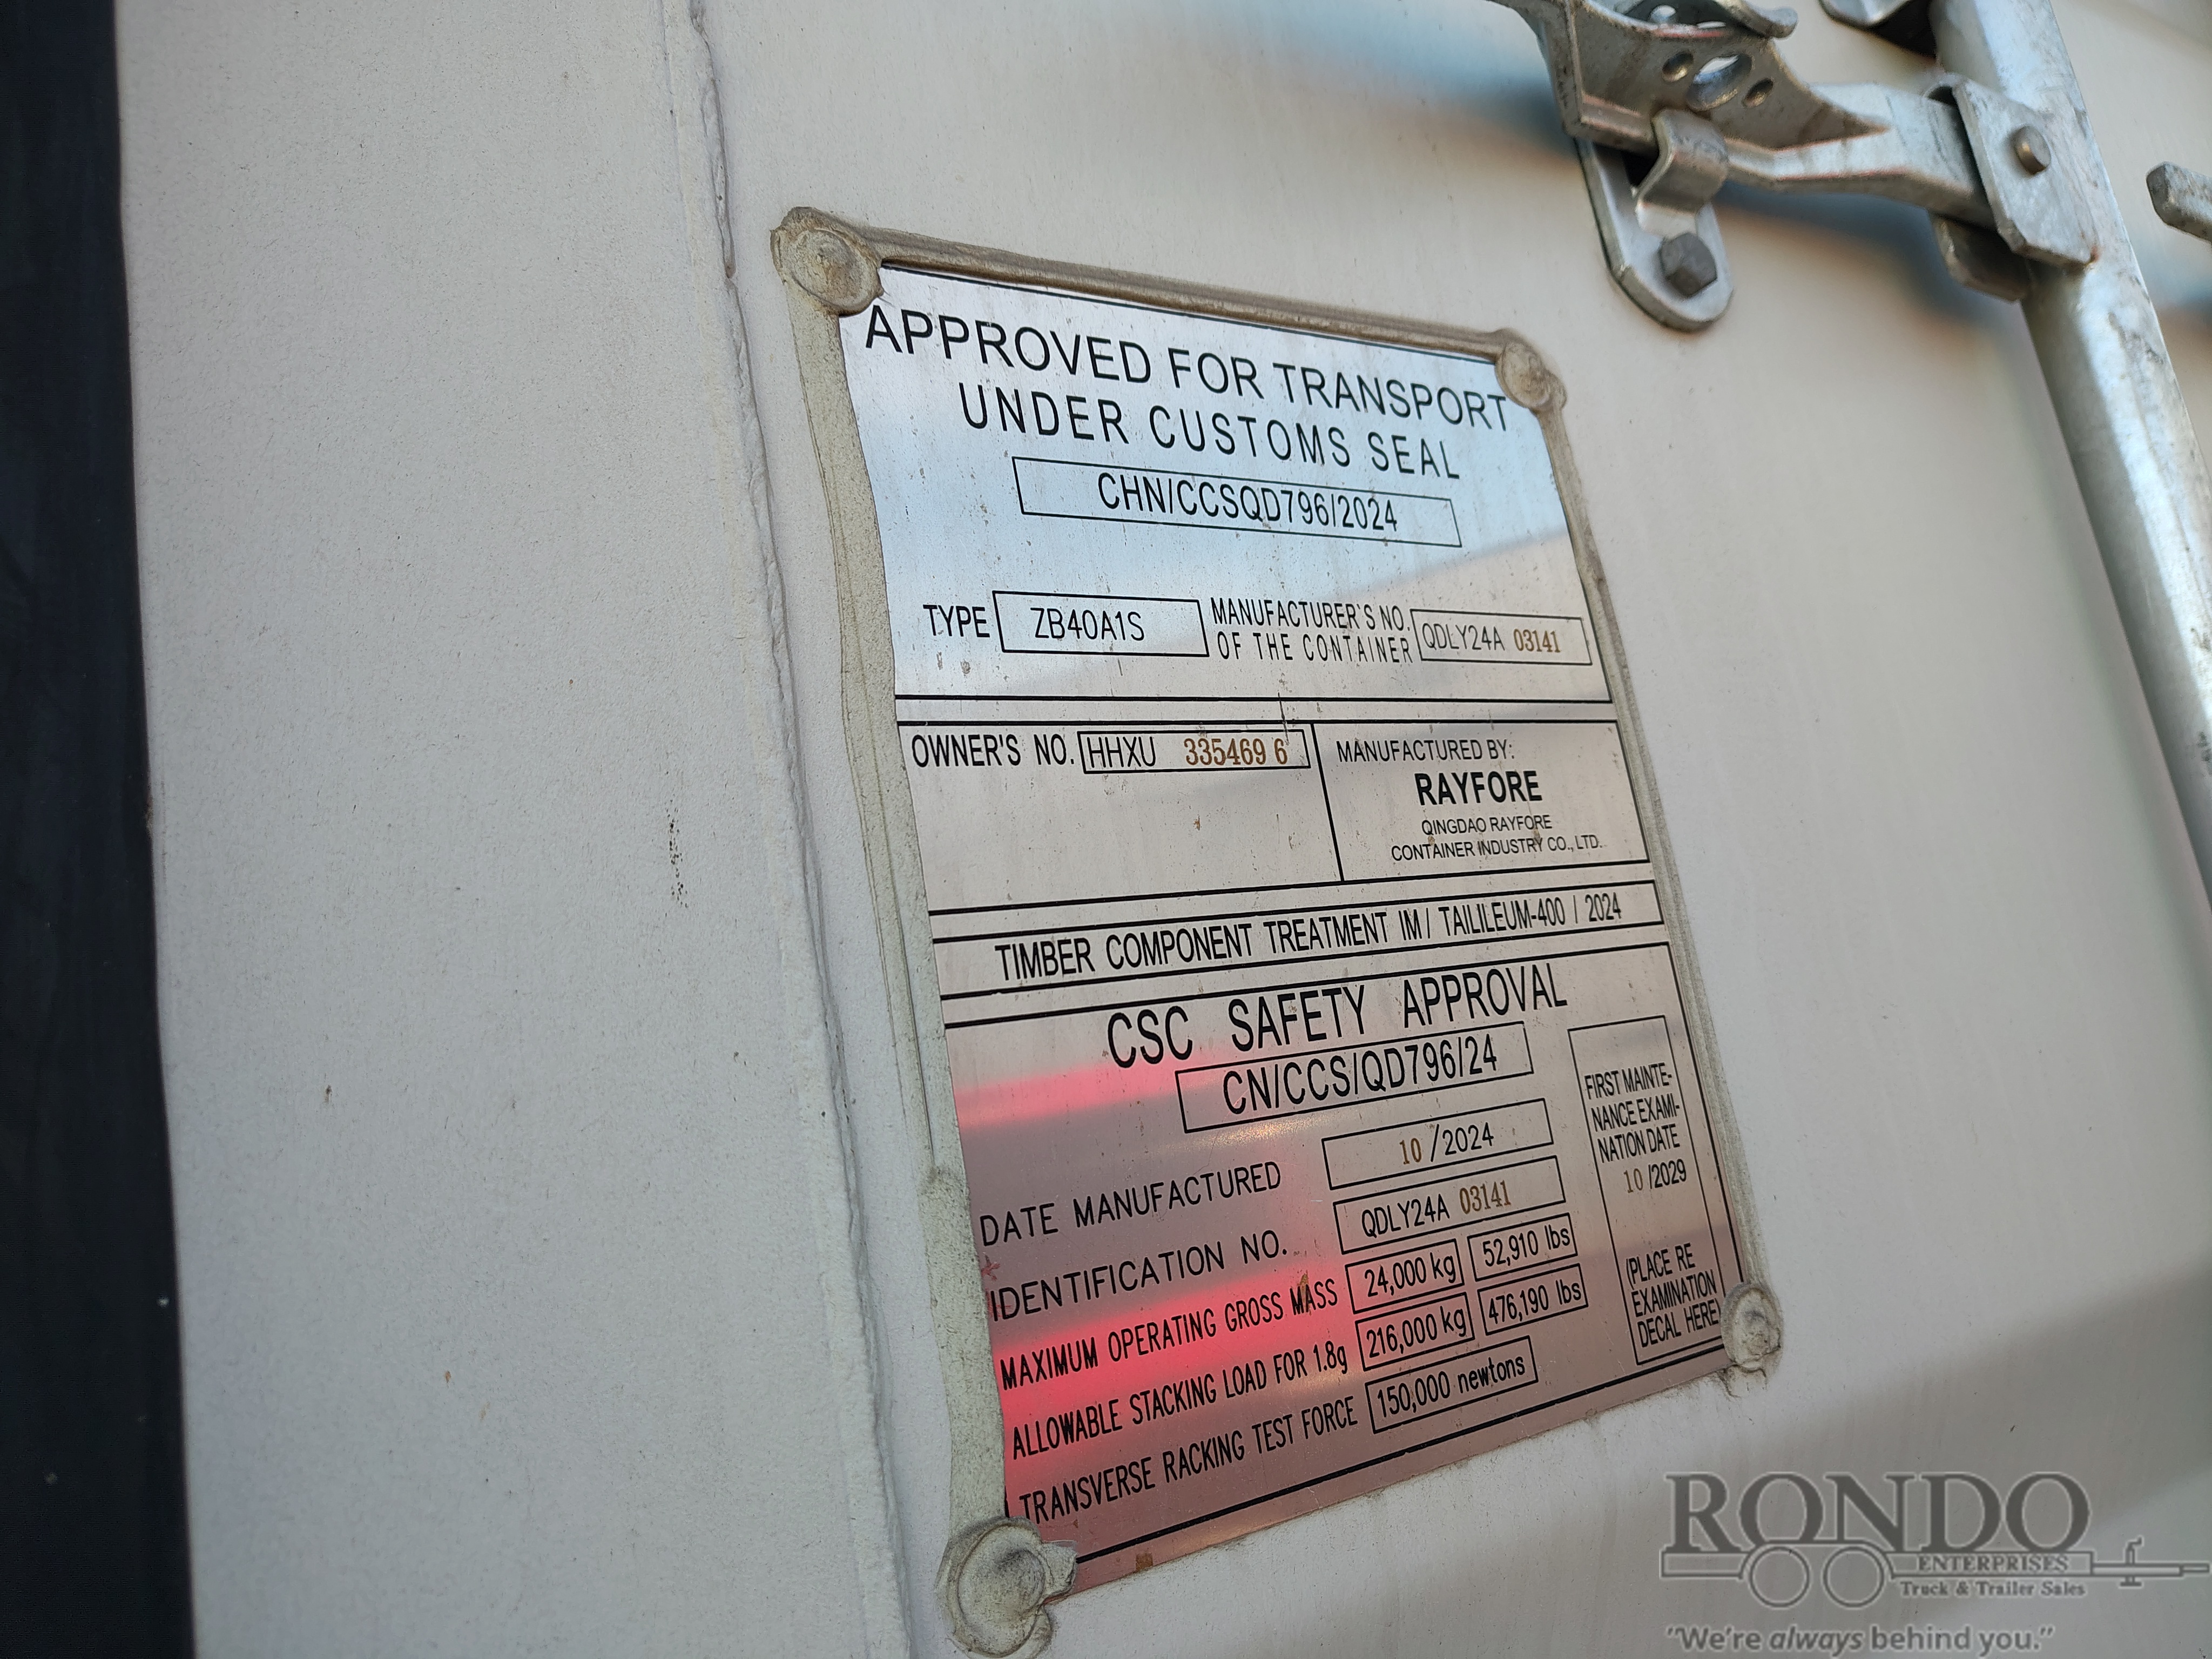 APPROVED FOR TRANSPORT
UNDER CUSTOMS SEAL
CHN/CCSQD796/2024
TYPE ZB40A1S MANUFACTURER'S NO. OF THE CONTAINER QDLY24A 03141
OWNER'S NO. HHXU 335469 6
MANUFACTURED BY:
RAYFORE
QINGDAO RAYFORE
CONTAINER INDUSTRY CO., LTD.
TIMBER COMPONENT TREATMENT IM / TAILILEUM-400 / 2024
CSC SAFETY APPROVAL
CN/CCS/QD796/24
DATE MANUFACTURED 10 /2024
IDENTIFICATION NO. QDLY24A 03141
MAXIMUM OPERATING GROSS MASS 24,000 kg 52,910 lbs
ALLOWABLE STACKING LOAD FOR 1.8g 216,000 kg 476,190 lbs
TRANSVERSE RACKING TEST FORCE 150,000 newtons
FIRST MAINTE-
NANCE EXAMI-
NATION DATE
10 /2029
(PLACE RE
EXAMINATION
DECAL HERE)
RONDO
ENTERPRISES
Truck & Trailer Sales
"We're always behind you."